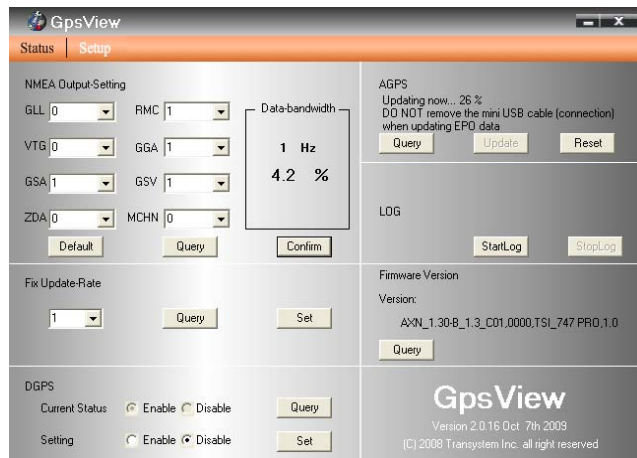 GpsView
Status Setup
NMEA Output-Setting
GLL 0 RMC 1
VTG 0 GGA 1
GSA 1 GSV 1
ZDA 0 MCHN 0
Default Query Confirm
Data-bandwidth
1 Hz
4.2 %
Fix Update-Rate
1 Query Set
DGPS
Current Status Enable Disable Query
Setting Enable Disable Set
AGPS
Updating now... 26 %
DO NOT remove the mini USB cable (connection)
when updating EPO data
Query Update Reset
LOG
StartLog StopLog
Firmware Version
Version:
AXN_1.30-B_1.3_C01,0000,TSI_747 PRO,1.0
Query
GpsView
Version 2.0.16 Oct 7th 2009
(C) 2008 Transystem Inc. all right reserved